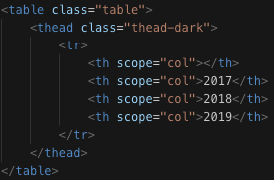 <table class="table">
    <thead class="thead-dark">
        <tr>
            <th scope="col"></th>
            <th scope="col">2017</th>
            <th scope="col">2018</th>
            <th scope="col">2019</th>
        </tr>
    </thead>
</table>